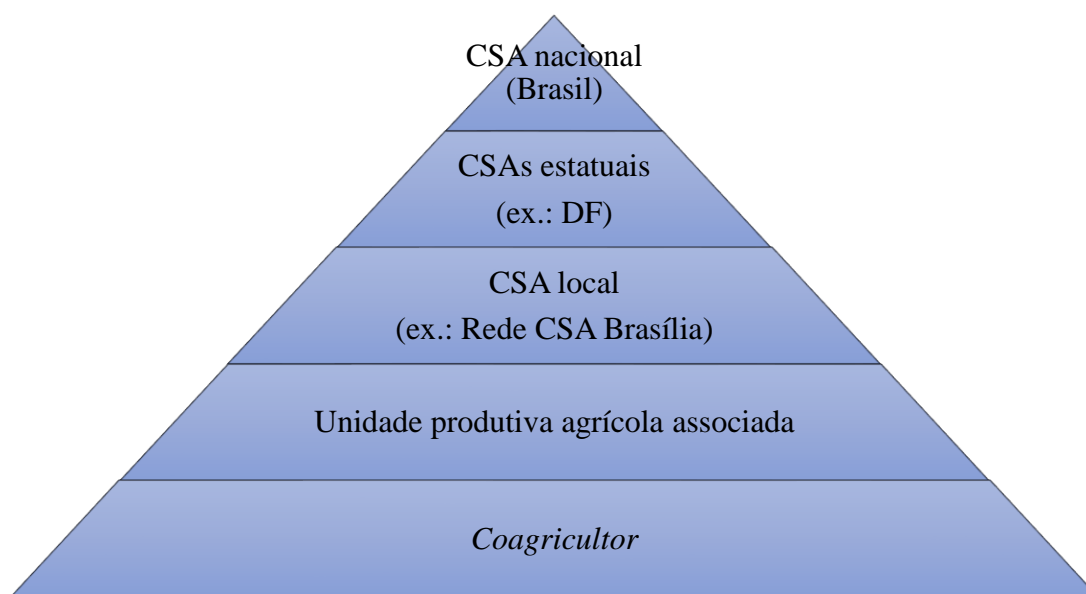 CSA nacional
(Brasil)
CSAs estatuais
(ex.: DF)
CSA local
(ex.: Rede CSA Brasília)
Unidade produtiva agrícola associada
Coagricultor